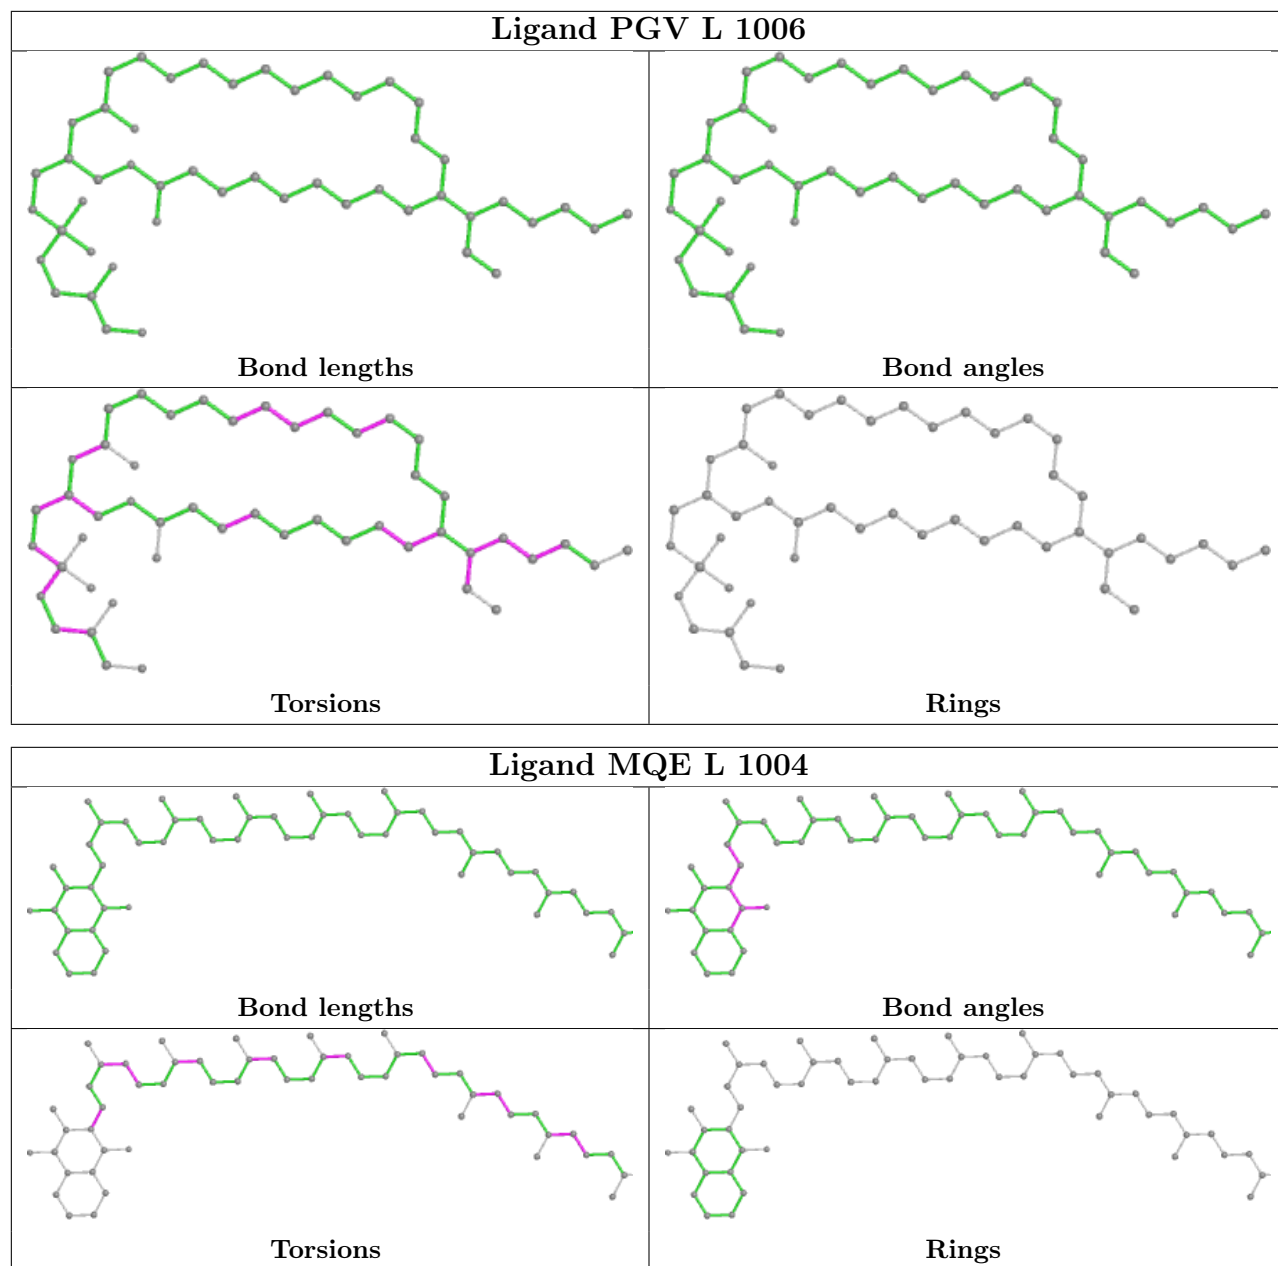 Ligand PGV L 1006
Bond lengths
Bond angles
Torsions
Rings
Ligand MQE L 1004
Bond lengths
Bond angles
Torsions
Rings